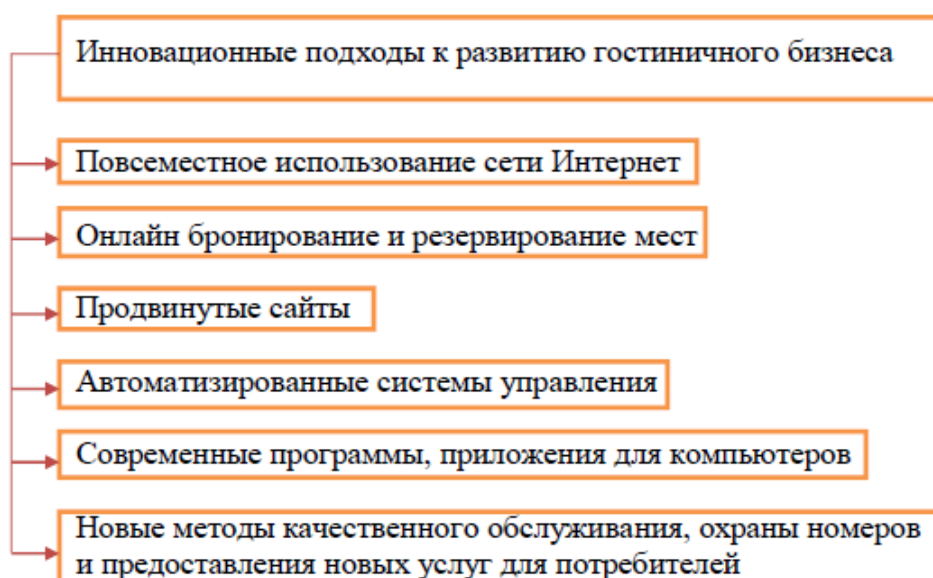 Инновационные подходы к развитию гостиничного бизнеса
Повсеместное использование сети Интернет
Онлайн бронирование и резервирование мест
Продвинутые сайты
Автоматизированные системы управления
Современные программы, приложения для компьютеров
Новые методы качественного обслуживания, охраны номеров
и предоставления новых услуг для потребителей